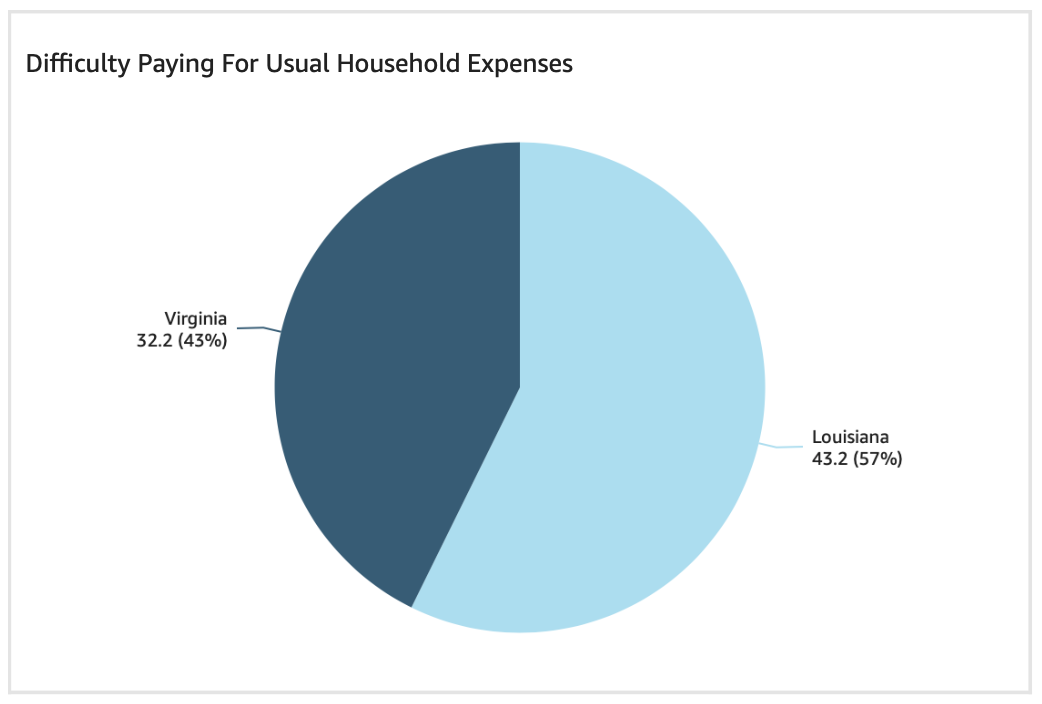 Difficulty Paying For Usual Household Expenses
Virginia
32.2 (43%)
Louisiana
43.2 (57%)